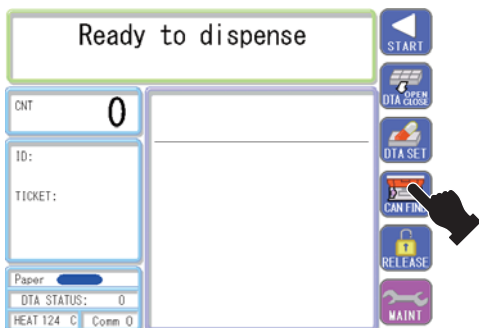 Ready to dispense
START
DTA OPEN
CLOSE
CNT 0
DTA SET
ID:
TICKET:
CAN FIND
RELEASE
Paper
DTA STATUS: 0
HEAT 124 C Comm 0
MAINT